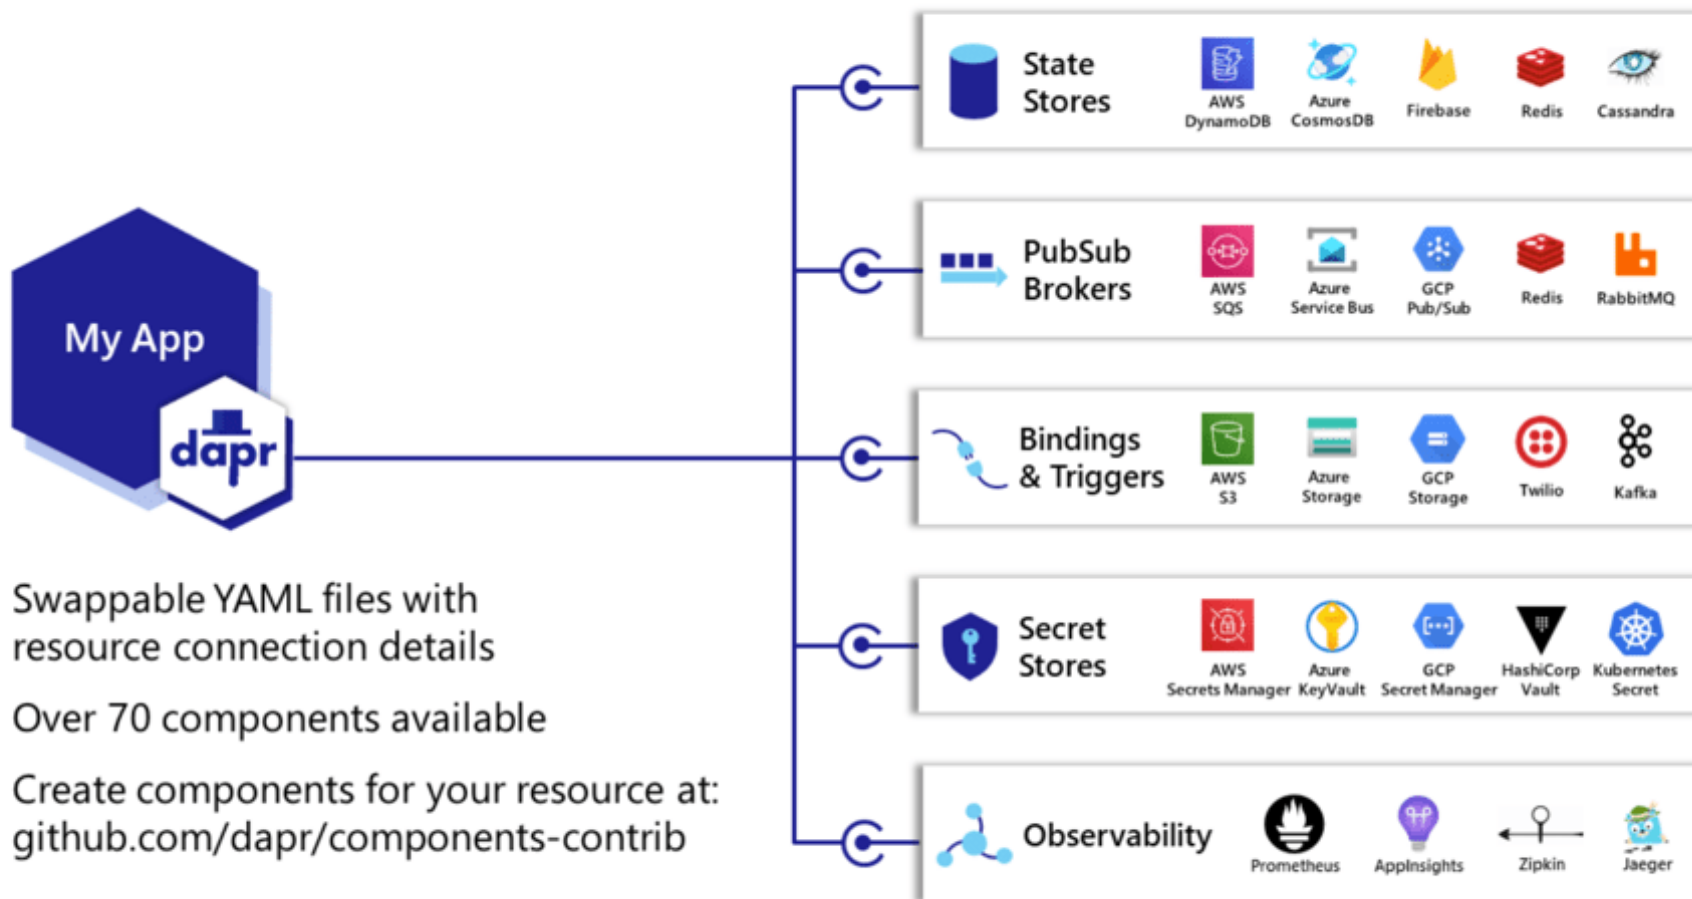 My App
dapr
Swappable YAML files with
resource connection details
Over 70 components available
Create components for your resource at:
github.com/dapr/components-contrib
State
Stores
AWS
DynamoDB
Azure
CosmosDB
Firebase
Redis
Cassandra
PubSub
Brokers
AWS
SQS
Azure
Service Bus
GCP
Pub/Sub
Redis
RabbitMQ
Bindings
& Triggers
AWS
S3
Azure
Storage
GCP
Storage
Twilio
Kafka
Secret
Stores
AWS
Secrets Manager
Azure
KeyVault
GCP
Secret Manager
HashiCorp
Vault
Kubernetes
Secret
Observability
Prometheus
AppInsights
Zipkin
Jaeger